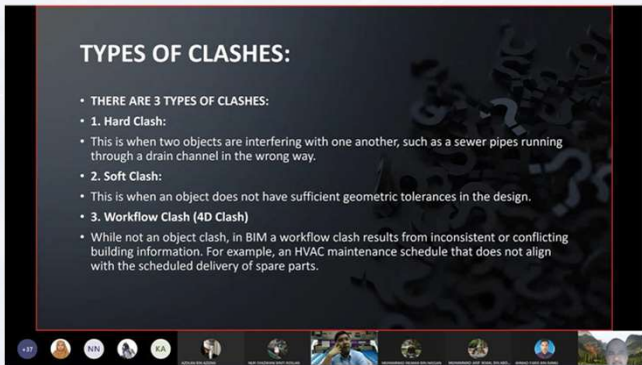 TYPES OF CLASHES:
• THERE ARE 3 TYPES OF CLASHES:
• 1. Hard Clash:
• This is when two objects are interfering with one another, such as a sewer pipes running
through a drain channel in the wrong way.
• 2. Soft Clash:
• This is when an object does not have sufficient geometric tolerances in the design.
• 3. Workflow Clash (4D Clash)
• While not an object clash, in BIM a workflow clash results from inconsistent or conflicting
building information. For example, an HVAC maintenance schedule that does not align
with the scheduled delivery of spare parts.
+37 NN KA